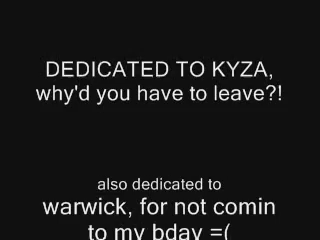 DEDICATED TO KYZA,
why'd you have to leave?!
also dedicated to
warwick, for not comin
to my bday =(